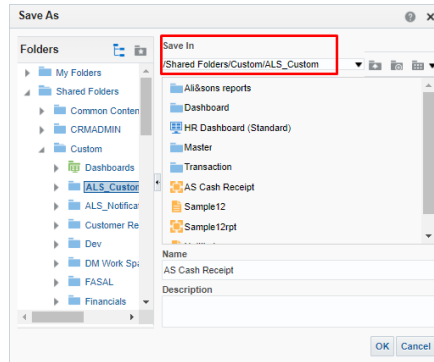 Save As
Folders
My Folders
Shared Folders
Common Conten
CRMADMIN
Custom
Dashboards
ALS_Custom
ALS_Notificat
Customer Re
Dev
DM Work Spa
FASAL
Financials
Save In
/Shared Folders/Custom/ALS_Custom
Ali&sons reports
Dashboard
HR Dashboard (Standard)
Master
Transaction
AS Cash Receipt
Sample12
Sample12rpt
Name
AS Cash Receipt
Description
OK Cancel